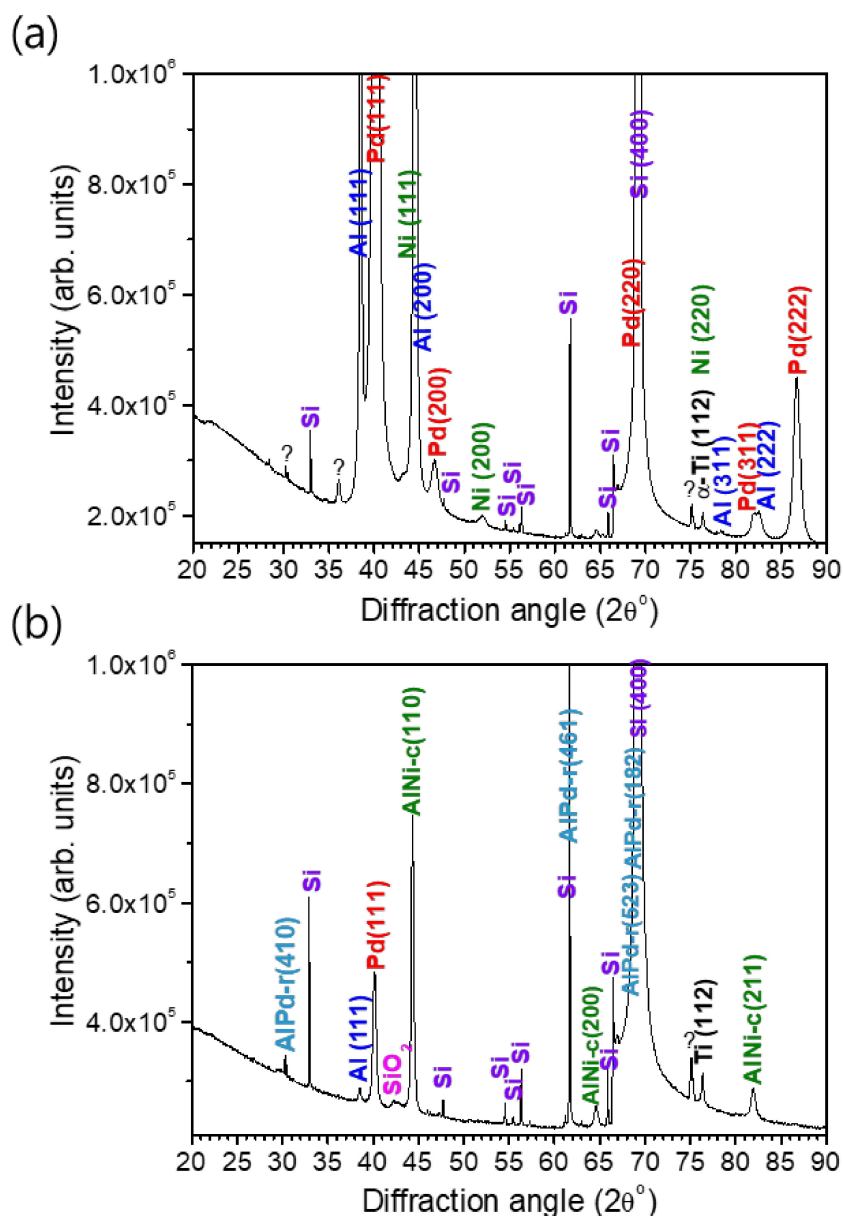 (a)
1.0x10⁶
8.0x10⁵
6.0x10⁵
4.0x10⁵
2.0x10⁵
Intensity (arb. units)
?
Si
?
Al (111)
Pd(111)
Ni (111)
Al (200)
Pd(200)
Si
Ni (200)
Si
Si
Si
Si
Si
Pd(220)
Si (400)
?
α-Ti (112)
Ni (220)
Al (311)
Pd(311)
Al (222)
Pd(222)
20 25 30 35 40 45 50 55 60 65 70 75 80 85 90
Diffraction angle (2θ°)
(b)
1.0x10⁶
8.0x10⁵
6.0x10⁵
4.0x10⁵
Intensity (arb. units)
AlPd-r(410)
Si
Al (111)
Pd(111)
SiO₂
AlNi-c(110)
Si
Si
Si
Si
Si
AlPd-r(461)
AlNi-c(200)
Si
Si
AlPd-r(523) AlPd-r(182)
Si (400)
?
Ti (112)
AlNi-c(211)
20 25 30 35 40 45 50 55 60 65 70 75 80 85 90
Diffraction angle (2θ°)